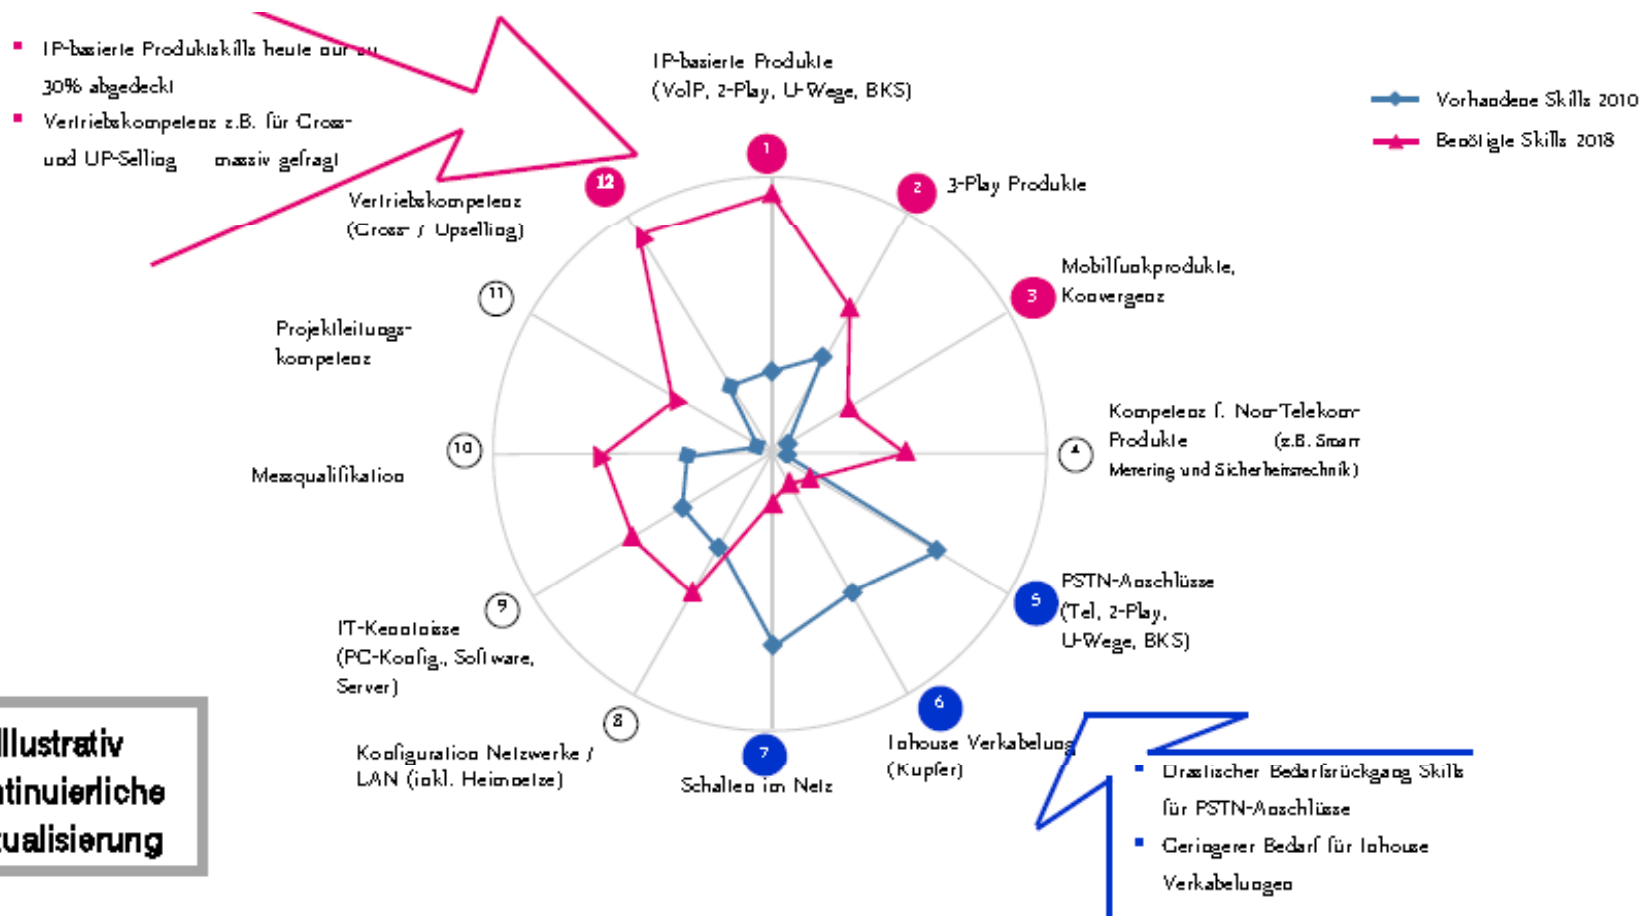 IP-basierte Produktskills heute nur zu
30% abgedeckt
Vertriebskompetenz z.B. für Cross-
und UP-Selling massiv gefragt
IP-basierte Produkte
(VoIP, 2-Play, Ü-Wege, BKS)
Vorhandene Skills 2010
Benötigte Skills 2018
1
2
3-Play Produkte
3
Mobilfunkprodukte,
Konvergenz
4
Kompetenz f. Non-Telekom-
Produkte (z.B. Smart
Metering und Sicherheitstechnik)
5
PSTN-Anschlüsse
(Tel, 2-Play,
Ü-Wege, BKS)
6
Inhouse Verkabelung
(Kupfer)
7
Schalten im Netz
8
Konfiguration Netzwerke /
LAN (inkl. Heimnetze)
9
IT-Kenntnisse
(PC-Konfig., Software,
Server)
10
Messqualifikation
11
Projektleitungs-
kompetenz
12
Vertriebskompetenz
(Cross- / Upselling)
Drastischer Bedarfsrückgang Skills
für PSTN-Anschlüsse
Geringerer Bedarf für Inhouse
Verkabelungen
Illustrativ
ntinuierliche
tualisierung